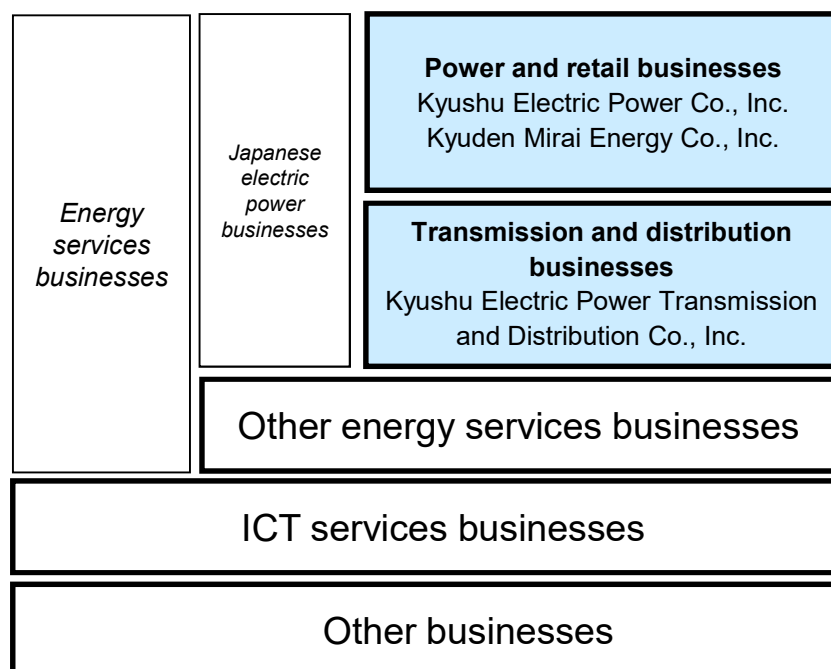 Energy
services
businesses
Japanese
electric
power
businesses
Power and retail businesses
Kyushu Electric Power Co., Inc.
Kyuden Mirai Energy Co., Inc.
Transmission and distribution
businesses
Kyushu Electric Power Transmission
and Distribution Co., Inc.
Other energy services businesses
ICT services businesses
Other businesses